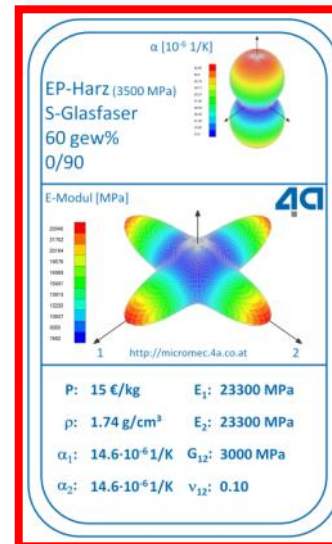 α [10⁻⁶ 1/K]
EP-Harz (3500 MPa)
S-Glasfaser
60 gew%
0/90
E-Modul [MPa]
4a
1 http://micromec.4a.co.at 2
P: 15 €/kg E₁: 23300 MPa
ρ: 1.74 g/cm³ E₂: 23300 MPa
α₁: 14.6·10⁻⁶ 1/K G₁₂: 3000 MPa
α₂: 14.6·10⁻⁶ 1/K ν₁₂: 0.10